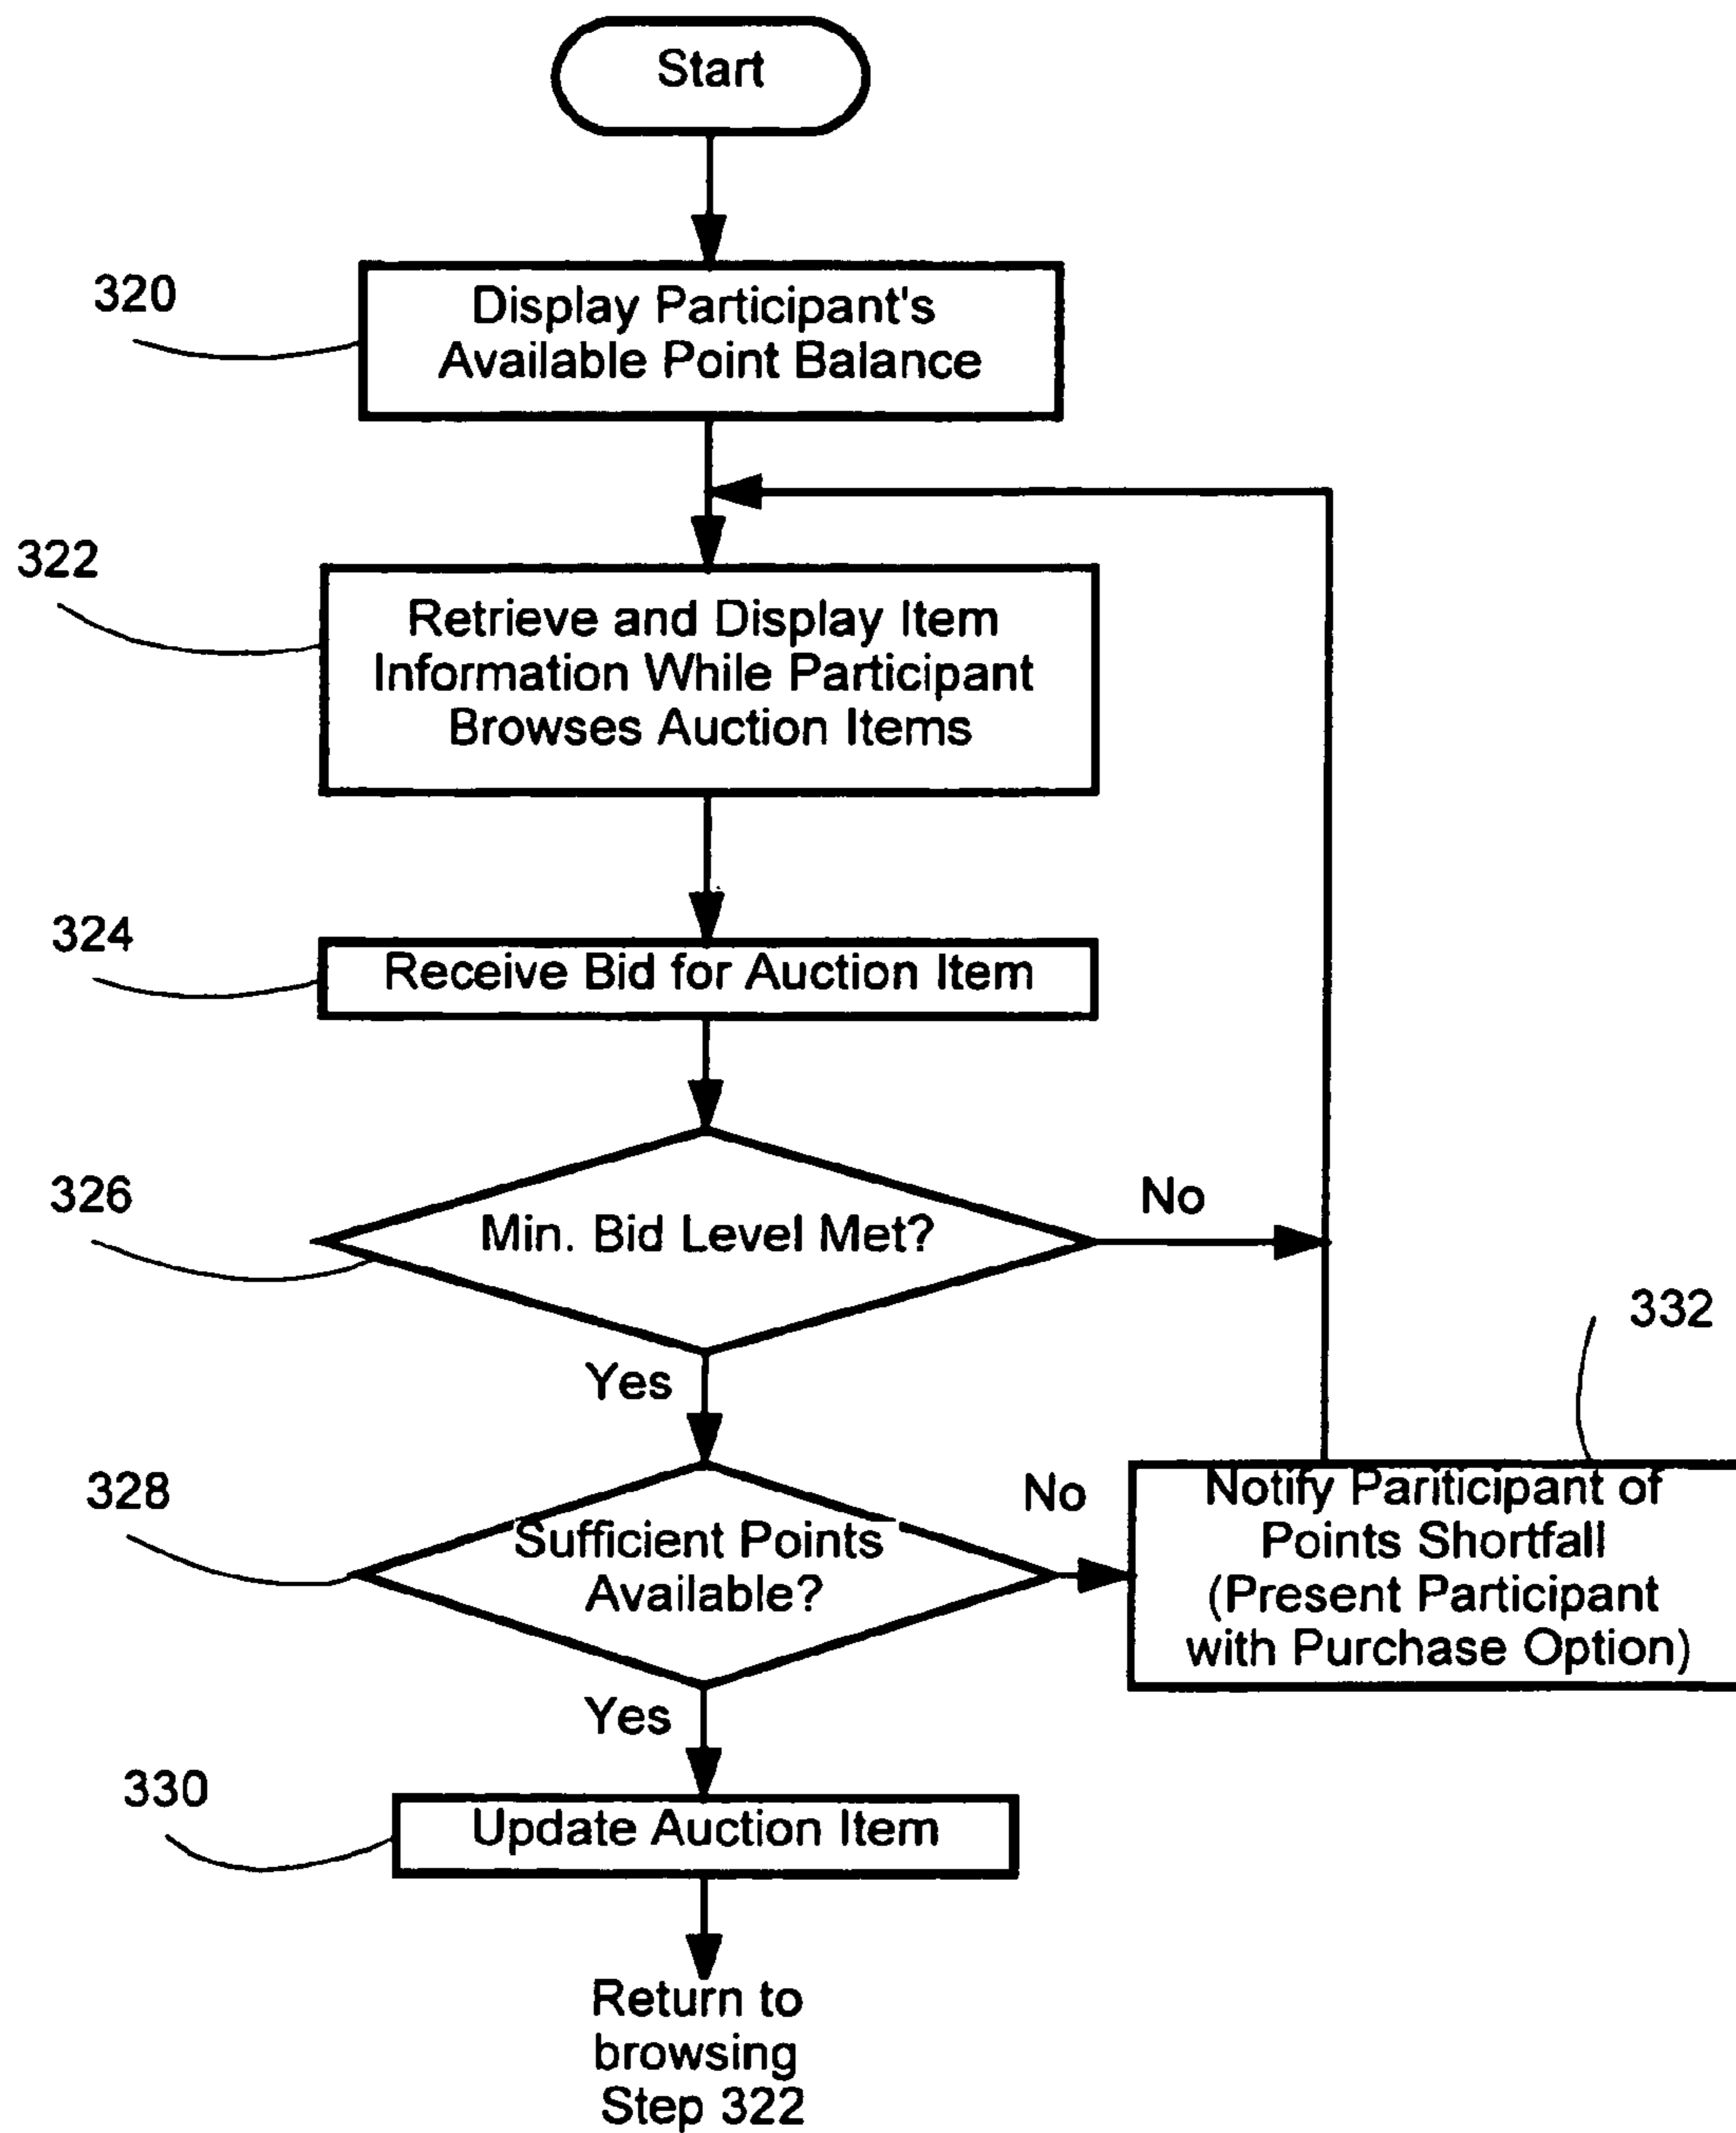 Start
320
Display Participant's
Available Point Balance
322
Retrieve and Display Item
Information While Participant
Browses Auction Items
324
Receive Bid for Auction Item
326
Min. Bid Level Met?
No
332
Yes
328
Sufficient Points
Available?
No
Notify Pariticipant of
Points Shortfall
(Present Participant
with Purchase Option)
Yes
330
Update Auction Item
Return to
browsing
Step 322